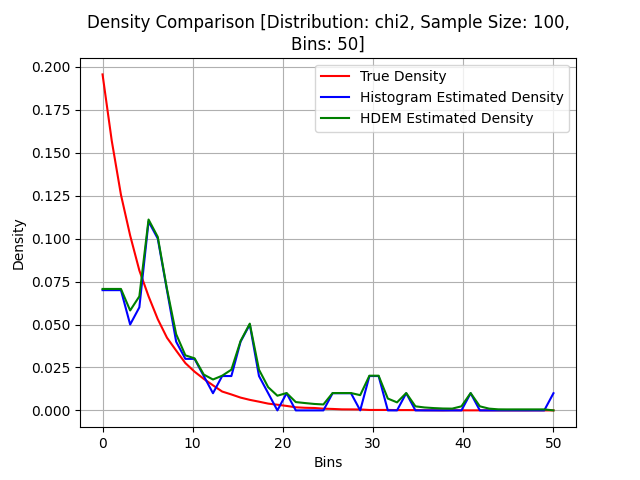 Density Comparison [Distribution: chi2, Sample Size: 100,
Bins: 50]
True Density
Histogram Estimated Density
HDEM Estimated Density
Density
0.200
0.175
0.150
0.125
0.100
0.075
0.050
0.025
0.000
0 10 20 30 40 50
Bins